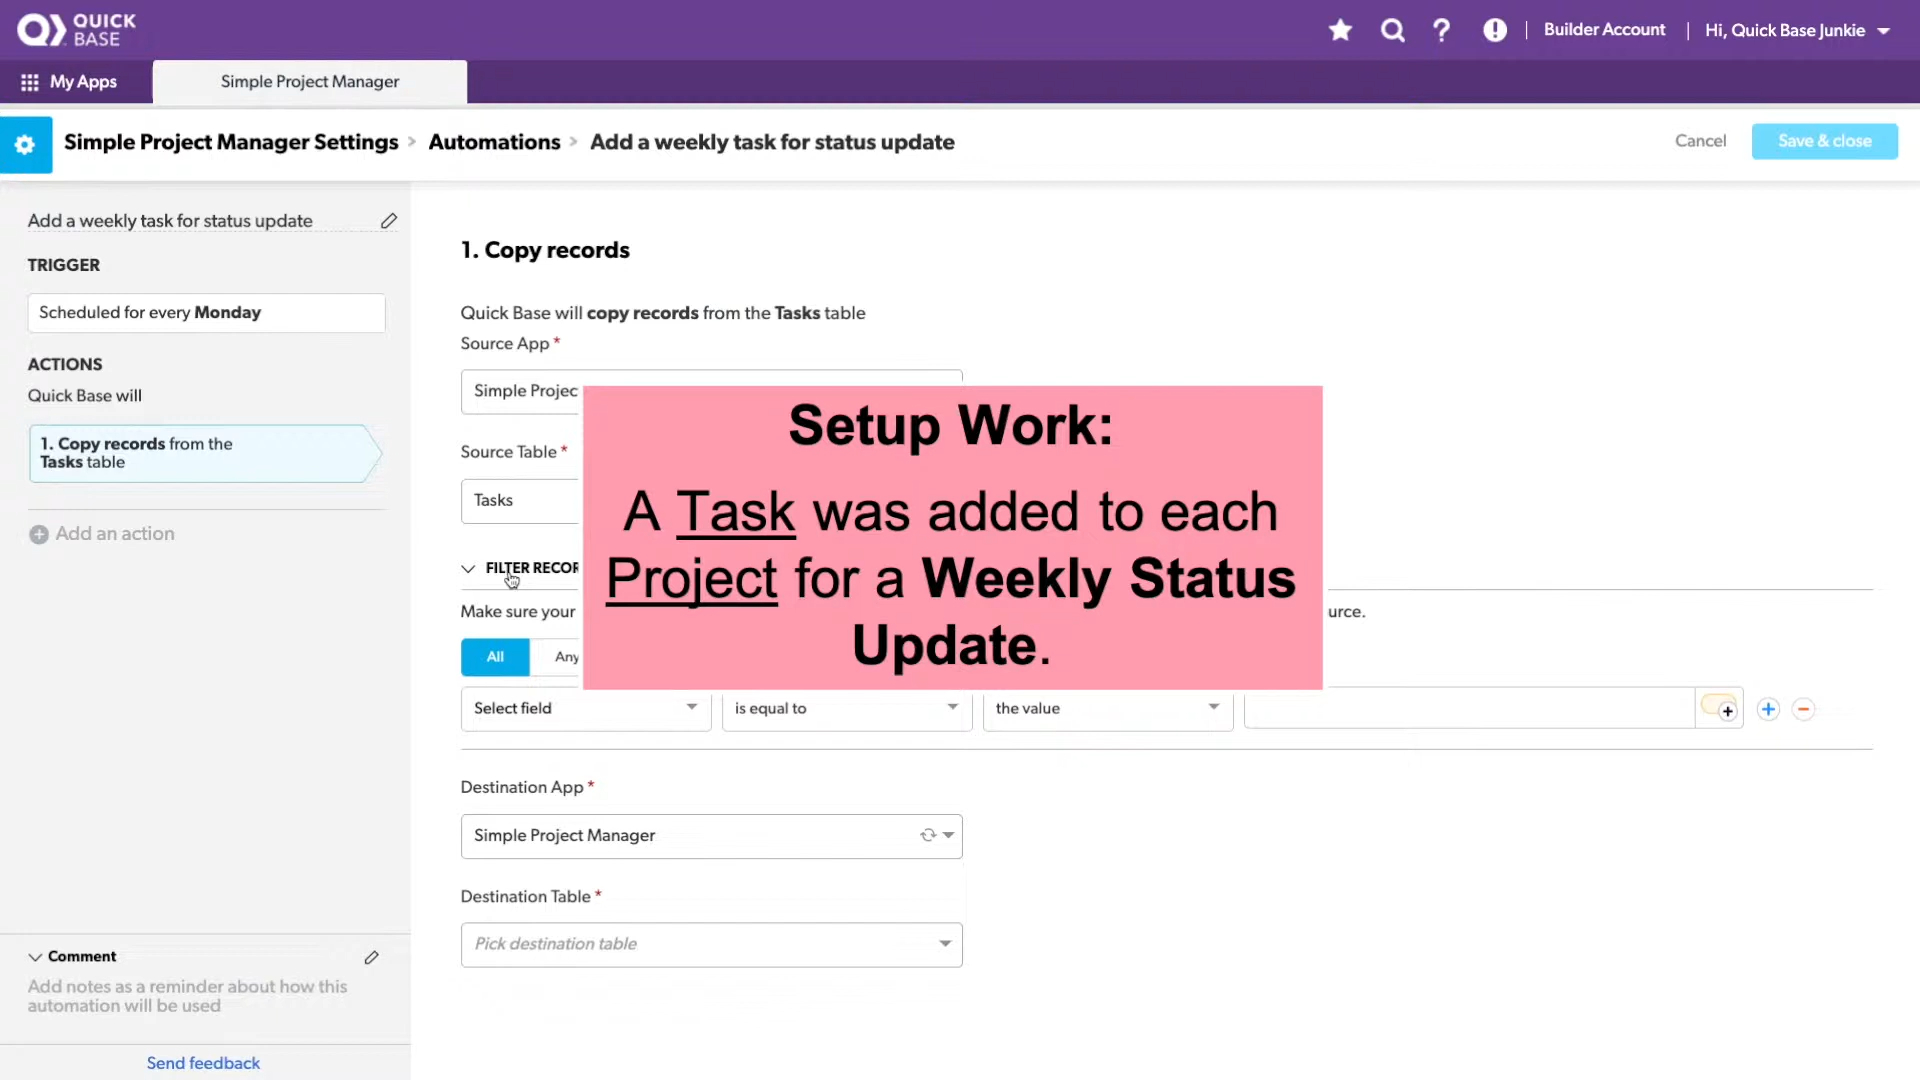 QUICK
BASE
Builder Account
Hi, Quick Base Junkie
My Apps
Simple Project Manager
Simple Project Manager Settings > Automations > Add a weekly task for status update
Cancel
Save & close
Add a weekly task for status update
TRIGGER
Scheduled for every Monday
ACTIONS
Quick Base will
1. Copy records from the
Tasks table
Add an action
Comment
Add notes as a reminder about how this
automation will be used
Send feedback
1. Copy records
Quick Base will copy records from the Tasks table
Source App *
Simple Projec
Source Table *
Tasks
FILTER RECOR
Make sure your
urce.
All
Any
Setup Work:
A Task was added to each
Project for a Weekly Status
Update.
Select field
is equal to
the value
Destination App *
Simple Project Manager
Destination Table *
Pick destination table